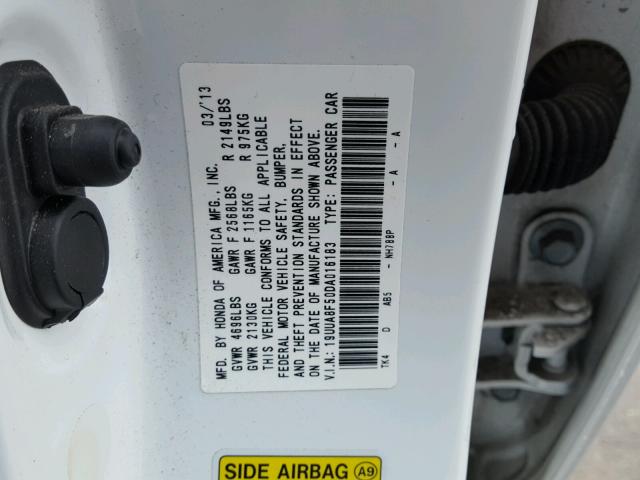 MFD. BY HONDA OF AMERICA MFG., INC. 03/'13
GVWR 4696LBS GAWR F 2568LBS R 2149LBS
GVWR 2130KG GAWR F 1165KG R 975KG
THIS VEHICLE CONFORMS TO ALL APPLICABLE
FEDERAL MOTOR VEHICLE SAFETY, BUMPER,
AND THEFT PREVENTION STANDARDS IN EFFECT
ON THE DATE OF MANUFACTURE SHOWN ABOVE.
V.I.N.: 19UUA8F50DA016183 TYPE: PASSENGER CAR
TK4 D AB5 - NH788P - A - A
SIDE AIRBAG A9